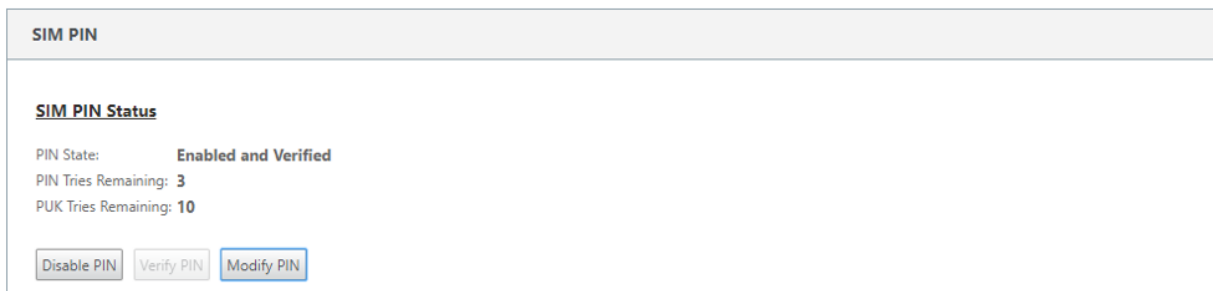 SIM PIN
SIM PIN Status
PIN State: Enabled and Verified
PIN Tries Remaining: 3
PUK Tries Remaining: 10
Disable PIN Verify PIN Modify PIN